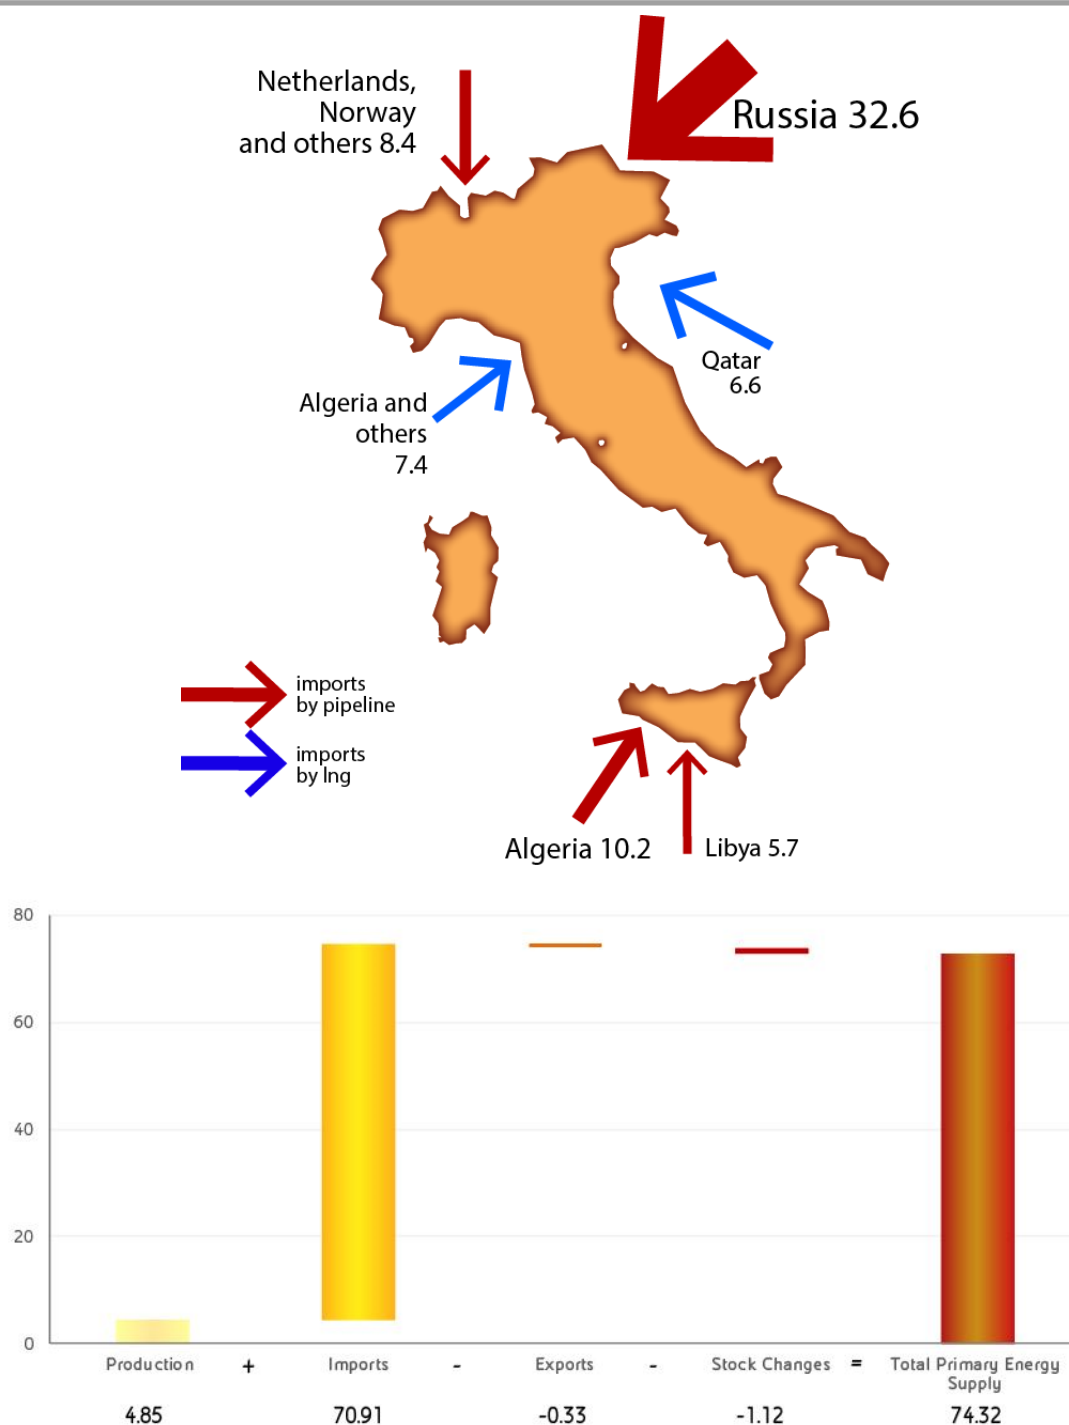 Netherlands,
Norway
and others 8.4
Russia 32.6
Qatar
6.6
Algeria and
others
7.4
imports
by pipeline
imports
by lng
Algeria 10.2
Libya 5.7
80
60
40
20
0
Production + Imports - Exports - Stock Changes = Total Primary Energy
Supply
4.85 70.91 -0.33 -1.12 74.32